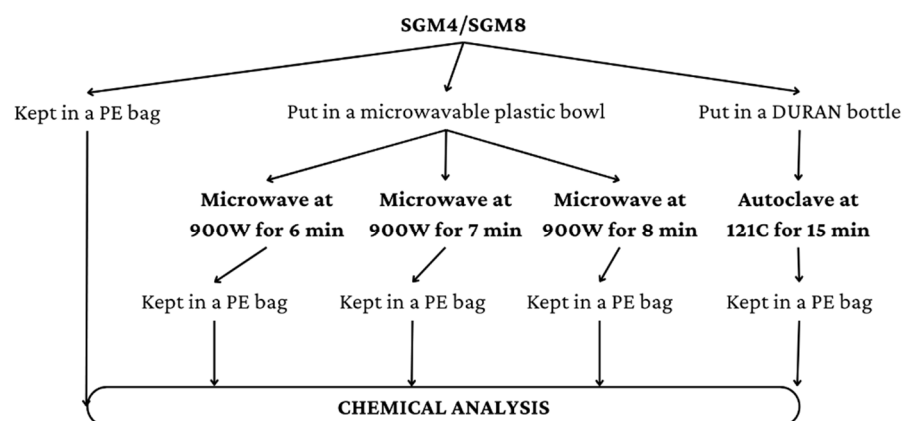 SGM4/SGM8
Kept in a PE bag
Put in a microwavable plastic bowl
Put in a DURAN bottle
Microwave at
900W for 6 min
Microwave at
900W for 7 min
Microwave at
900W for 8 min
Autoclave at
121C for 15 min
Kept in a PE bag
Kept in a PE bag
Kept in a PE bag
Kept in a PE bag
CHEMICAL ANALYSIS